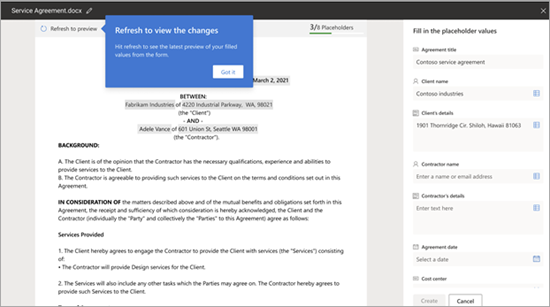 Service Agreement.docx
Refresh to preview
Refresh to view the changes
Hit refresh to see the latest preview of your filled
values from the form.
Got it
3/8 Placeholders
March 2, 2021
BETWEEN:
Fabrikam Industries of 4220 Industrial Parkway, WA, 98021
(the "Client")
- AND -
Adele Vance of 601 Union St, Seattle WA 98001
(the "Contractor").
BACKGROUND:
A. The Client is of the opinion that the Contractor has the necessary qualifications, experience and abilities to
provide services to the Client.
B. The Contractor is agreeable to providing such services to the Client on the terms and conditions set out in this
Agreement.
IN CONSIDERATION OF the matters described above and of the mutual benefits and obligations set forth in this
Agreement, the receipt and sufficiency of which consideration is hereby acknowledged, the Client and the
Contractor (individually the "Party" and collectively the "Parties" to this Agreement) agree as follows:
Services Provided
1. The Client hereby agrees to engage the Contractor to provide the Client with services (the "Services") consisting
of:
• The Contractor will provide Design services for the Client.
2. The Services will also include any other tasks which the Parties may agree on. The Contractor hereby agrees to
provide such Services to the Client.
Fill in the placeholder values
Agreement title
Contoso service agreement
Client name
Contoso industries
Client's details
1901 Thornridge Cir. Shiloh, Hawaii 81063
Contractor name
Enter a name or email address
Contractor's details
Enter text here
Agreement date
Select a date
Cost center
Create
Cancel